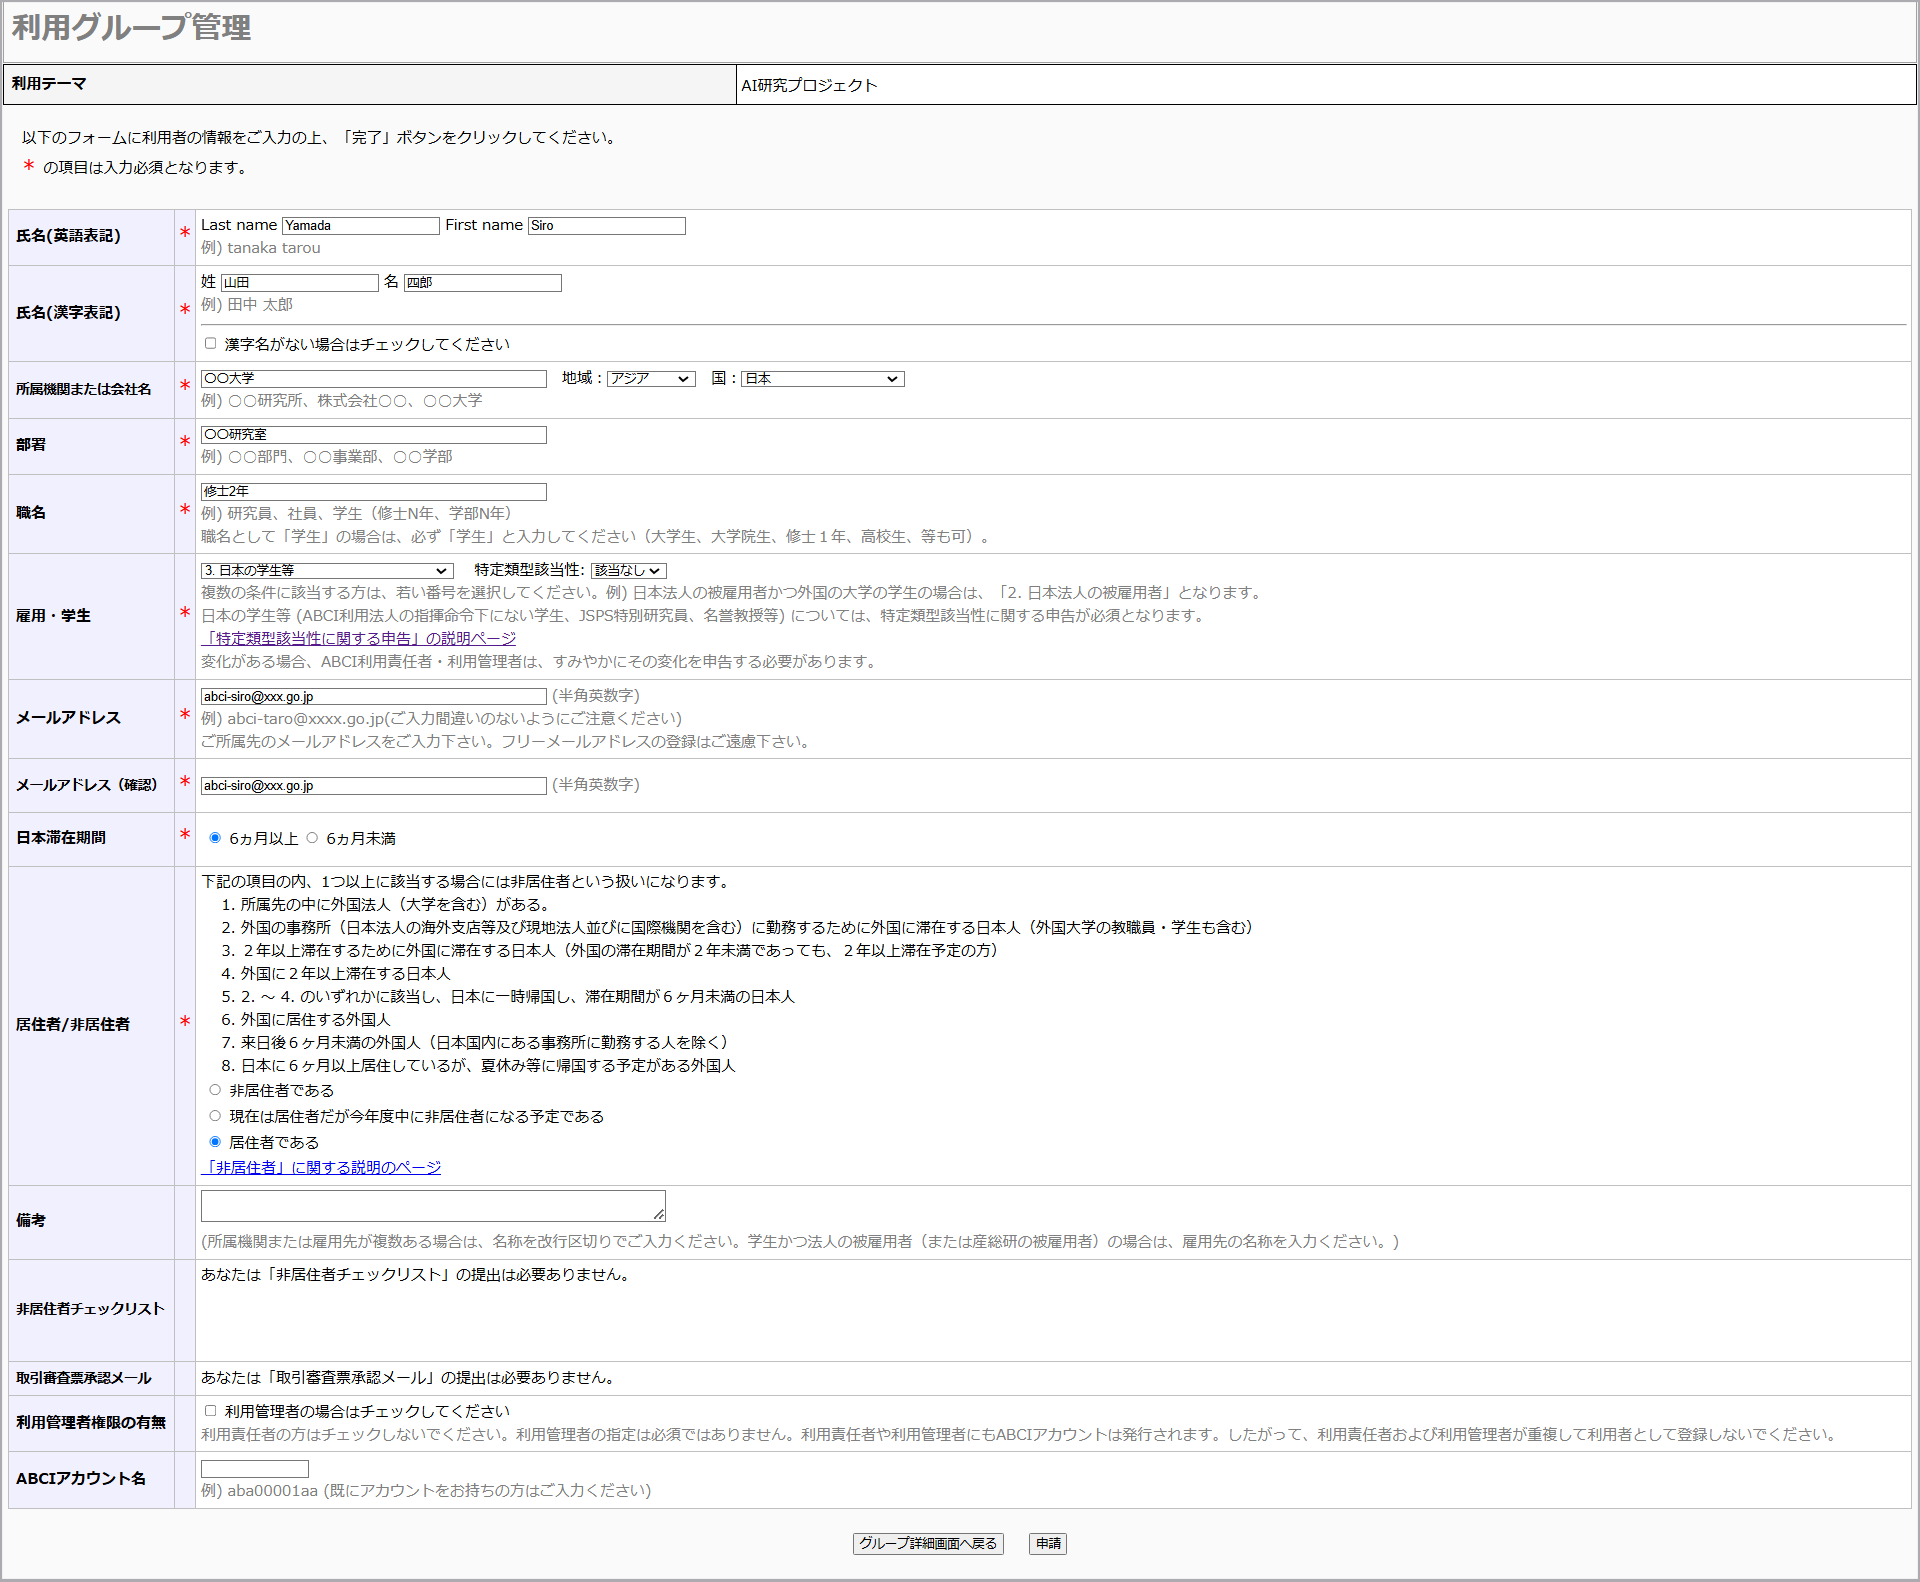 利用グループ管理
利用テーマ AI研究プロジェクト
以下のフォームに利用者の情報をご入力の上、「完了」ボタンをクリックしてください。
* の項目は入力必須となります。
氏名(英語表記) * Last name Yamada First name Siro
例) tanaka tarou
氏名(漢字表記) * 姓 山田 名 四郎
例) 田中 太郎
漢字名がない場合はチェックしてください
所属機関または会社名 * 〇〇大学 地域 : アジア 国 : 日本
例) 〇〇研究所、株式会社〇〇、〇〇大学
部署 * 〇〇研究室
例) 〇〇部門、〇〇事業部、〇〇学部
職名 * 修士2年
例) 研究員、社員、学生（修士N年、学部N年）
職名として「学生」の場合は、必ず「学生」と入力してください（大学生、大学院生、修士１年、高校生、等も可）。
雇用・学生 * 3. 日本の学生等 特定類型該当性: 該当なし
複数の条件に該当する方は、若い番号を選択してください。例) 日本法人の被雇用者かつ外国の大学の学生の場合は、「2. 日本法人の被雇用者」となります。
日本の学生等 (ABCI利用法人の指揮命令下にない学生、JSPS特別研究員、名誉教授等) については、特定類型該当性に関する申告が必須となります。
「特定類型該当性に関する申告」の説明ページ
変化がある場合、ABCI利用責任者・利用管理者は、すみやかにその変化を申告する必要があります。
メールアドレス * abci-siro@xxx.go.jp (半角英数字)
例) abci-taro@xxxx.go.jp(ご入力間違いのないようにご注意ください)
ご所属先のメールアドレスをご入力下さい。フリーメールアドレスの登録はご遠慮下さい。
メールアドレス（確認） * abci-siro@xxx.go.jp (半角英数字)
日本滞在期間 * 6ヵ月以上 6ヵ月未満
居住者/非居住者 * 下記の項目の内、1つ以上に該当する場合には非居住者という扱いになります。
1. 所属先の中に外国法人（大学を含む）がある。
2. 外国の事務所（日本法人の海外支店等及び現地法人並びに国際機関を含む）に勤務するために外国に滞在する日本人（外国大学の教職員・学生も含む）
3. ２年以上滞在するために外国に滞在する日本人（外国の滞在期間が２年未満であっても、２年以上滞在予定の方）
4. 外国に２年以上滞在する日本人
5. 2. ～ 4. のいずれかに該当し、日本に一時帰国し、滞在期間が６ヶ月未満の日本人
6. 外国に居住する外国人
7. 来日後６ヶ月未満の外国人（日本国内にある事務所に勤務する人を除く）
8. 日本に６ヶ月以上居住しているが、夏休み等に帰国する予定がある外国人
非居住者である
現在は居住者だが今年度中に非居住者になる予定である
居住者である
「非居住者」に関する説明のページ
備考
(所属機関または雇用先が複数ある場合は、名称を改行区切りでご入力ください。学生かつ法人の被雇用者（または産総研の被雇用者）の場合は、雇用先の名称を入力ください。)
非居住者チェックリスト あなたは「非居住者チェックリスト」の提出は必要ありません。
取引審査票承認メール あなたは「取引審査票承認メール」の提出は必要ありません。
利用管理者権限の有無 利用管理者の場合はチェックしてください
利用責任者の方はチェックしないでください。利用管理者の指定は必須ではありません。利用責任者や利用管理者にもABCIアカウントは発行されます。したがって、利用責任者および利用管理者が重複して利用者として登録しないでください。
ABCIアカウント名
例) aba00001aa (既にアカウントをお持ちの方はご入力ください)
グループ詳細画面へ戻る 申請